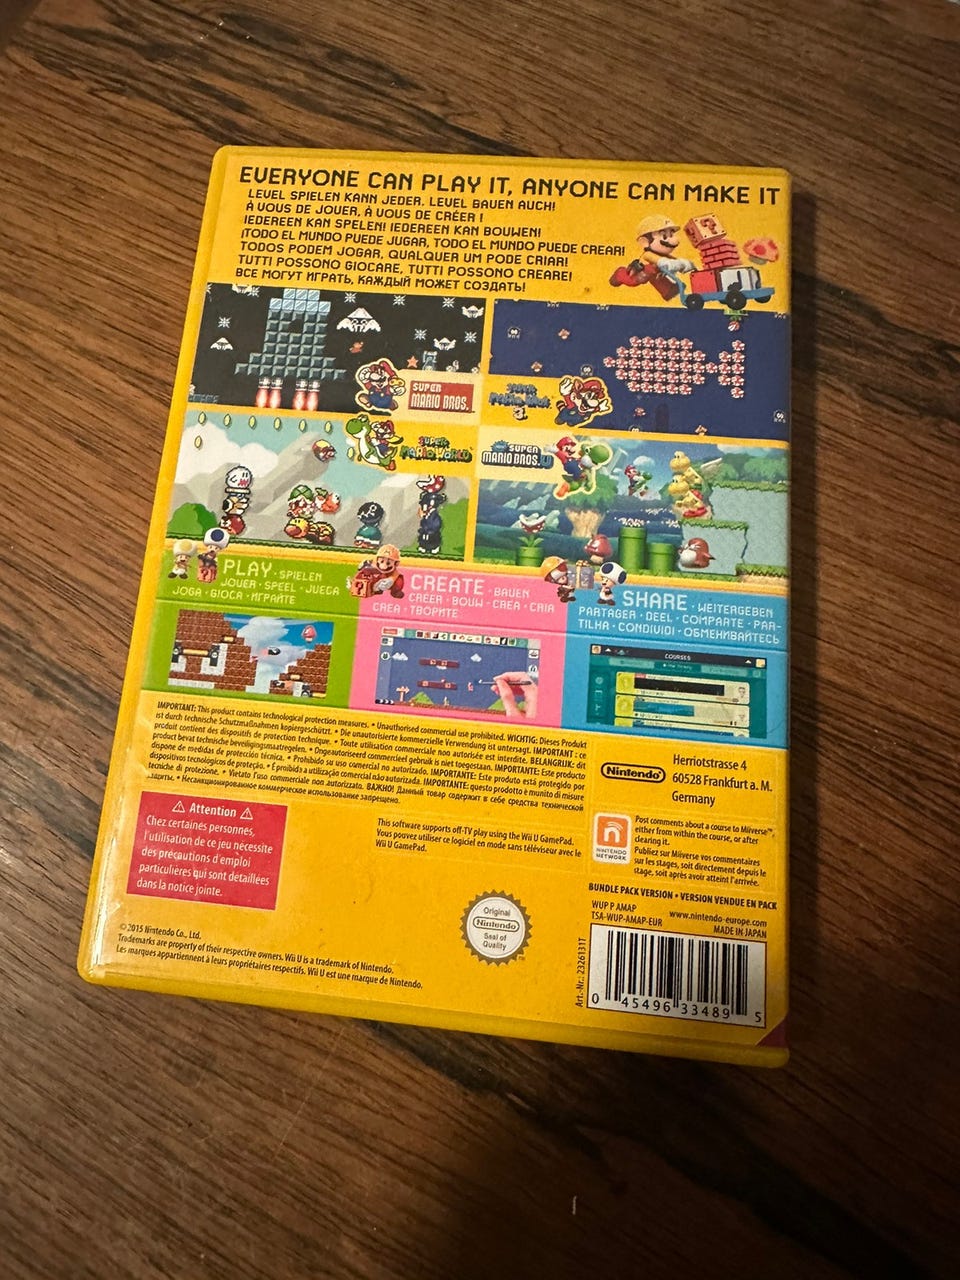 EVERYONE CAN PLAY IT, ANYONE CAN MAKE IT
LEVEL SPIELEN KANN JEDER. LEVEL BAUEN AUCH!
À VOUS DE JOUER, À VOUS DE CRÉER !
IEDEREEN KAN SPELEN! IEDEREEN KAN BOUWEN!
¡TODO EL MUNDO PUEDE JUGAR, TODO EL MUNDO PUEDE CREAR!
TODOS PODEM JOGAR, QUALQUER UM PODE CRIAR!
TUTTI POSSONO GIOCARE, TUTTI POSSONO CREARE!
ВСЕ МОГУТ ИГРАТЬ, КАЖДЫЙ МОЖЕТ СОЗДАТЬ!
SUPER
MARIO BROS.
SUPER
MARIO BROS.
3
SUPER
MARIO WORLD
NEW SUPER
MARIO BROS. U
PLAY · SPIELEN
JOUER · SPEEL · JUEGA
JOGA · GIOCA · ИГРАЙТЕ
CREATE · BAUEN
CRÉER · BOUW · CREA · CRIA
CREA · ТВОРИТЕ
SHARE · WEITERGEBEN
PARTAGER · DEEL · COMPARTE · PAR-
TILHA · CONDIVIDI · ОБМЕНИВАЙТЕСЬ
COURSES
IMPORTANT: This product contains technological protection measures. • Unauthorised commercial use prohibited. WICHTIG: Dieses Produkt
ist durch technische Schutzmaßnahmen kopiergeschützt. • Die unautorisierte kommerzielle Verwendung ist untersagt. IMPORTANT : ce
produit contient des dispositifs de protection technique. • Toute utilisation commerciale non autorisée est interdite. BELANGRIJK: dit
product bevat technische beveiligingsmaatregelen. • Ongeautoriseerd commercieel gebruik is niet toegestaan. IMPORTANTE: Este producto
dispone de medidas de protección técnica. • Prohibido su uso comercial no autorizado. IMPORTANTE: Este produto está protegido por
dispositivos tecnológicos de proteção. • É proibida a utilização comercial não autorizada. IMPORTANTE: questo prodotto è munito di misure
tecniche di protezione. • Vietato l'uso commerciale non autorizzato. ВАЖНО! Данный товар содержит в себе средства технической
защиты. • Несанкционированное коммерческое использование запрещено.
Nintendo
Herriotstrasse 4
60528 Frankfurt a. M.
Germany
Attention
Chez certaines personnes,
l'utilisation de ce jeu nécessite
des précautions d'emploi
particulières qui sont détaillées
dans la notice jointe.
This software supports off-TV play using the Wii U GamePad.
Vous pouvez utiliser ce logiciel en mode sans téléviseur avec le
Wii U GamePad.
NINTENDO
NETWORK
Post comments about a course to Miiverse™,
either from within the course, or after
clearing it.
Publiez sur Miiverse vos commentaires
sur les stages, soit directement depuis le
stage, soit après avoir atteint l'arrivée.
BUNDLE PACK VERSION • VERSION VENDUE EN PACK
WUP P AMAP
TSA-WUP-AMAP-EUR
www.nintendo-europe.com
MADE IN JAPAN
Original
Nintendo
Seal of
Quality
TM
© 2015 Nintendo Co., Ltd.
Trademarks are property of their respective owners. Wii U is a trademark of Nintendo.
Les marques appartiennent à leurs propriétaires respectifs. Wii U est une marque de Nintendo.
Art.-Nr.: 2326131T
0 45496 33489 5